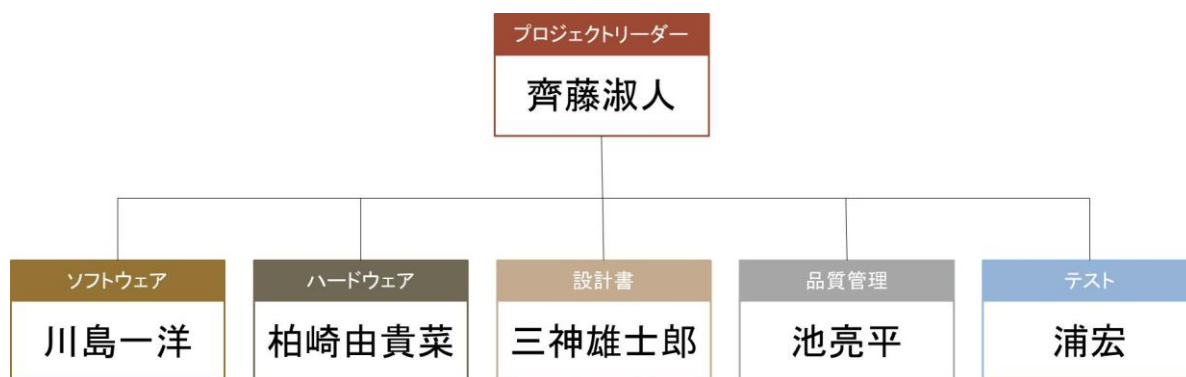 プロジェクトリーダー
齊藤淑人
ソフトウェア
川島一洋
ハードウェア
柏崎由貴菜
設計書
三神雄士郎
品質管理
池亮平
テスト
浦宏